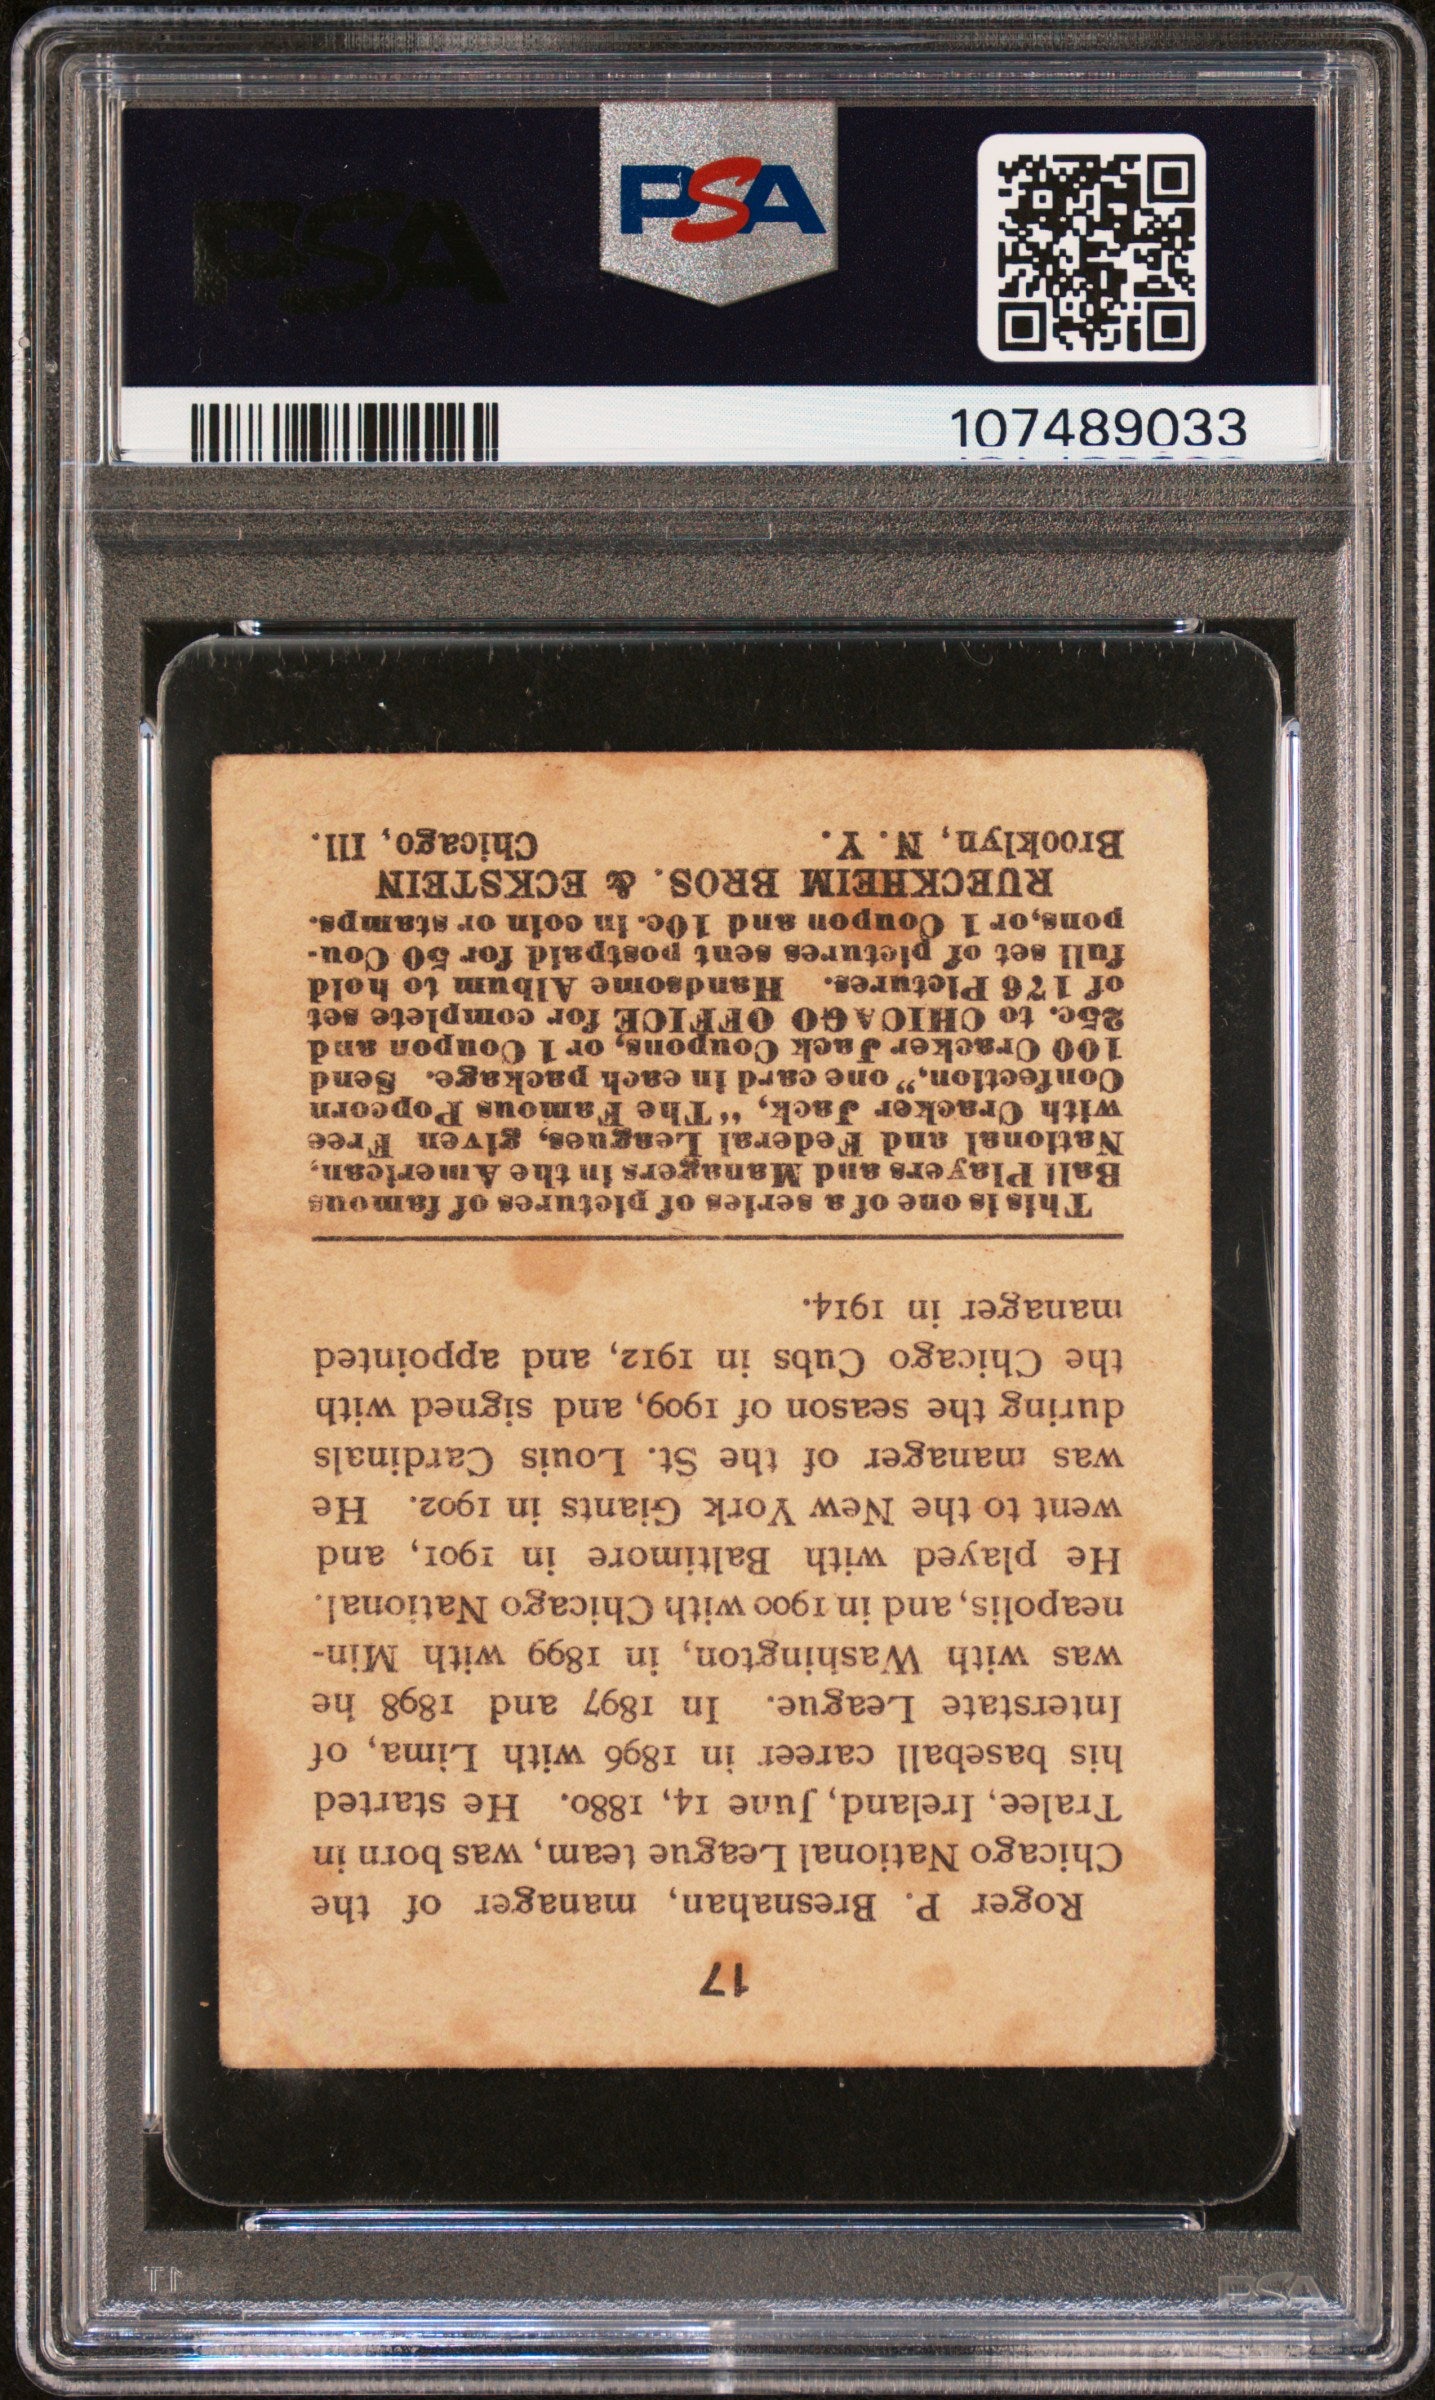 PSA
PSA
107489033
17
Roger P. Bresnahan, manager of the
Chicago National League team, was born in
Tralee, Ireland, June 14, 1880. He started
his baseball career in 1896 with Lima, of
Interstate League. In 1897 and 1898 he
was with Washington, in 1899 with Min-
neapolis, and in 1900 with Chicago National.
He played with Baltimore in 1901, and
went to the New York Giants in 1902. He
was manager of the St. Louis Cardinals
during the season of 1909, and signed with
the Chicago Cubs in 1912, and appointed
manager in 1914.
This is one of a series of pictures of famous
Ball Players and Managers in the American,
National and Federal Leagues, given Free
with Cracker Jack, "The Famous Popcorn
Confection," one card in each package. Send
100 Cracker Jack Coupons, or 1 Coupon and
25c. to CHICAGO OFFICE for complete set
of 176 Pictures. Handsome Album to hold
full set of pictures sent postpaid for 50 Cou-
pons, or 1 Coupon and 10c. in coin or stamps.
RUECKHEIM BROS. & ECKSTEIN
Brooklyn, N. Y. Chicago, Ill.
PSA